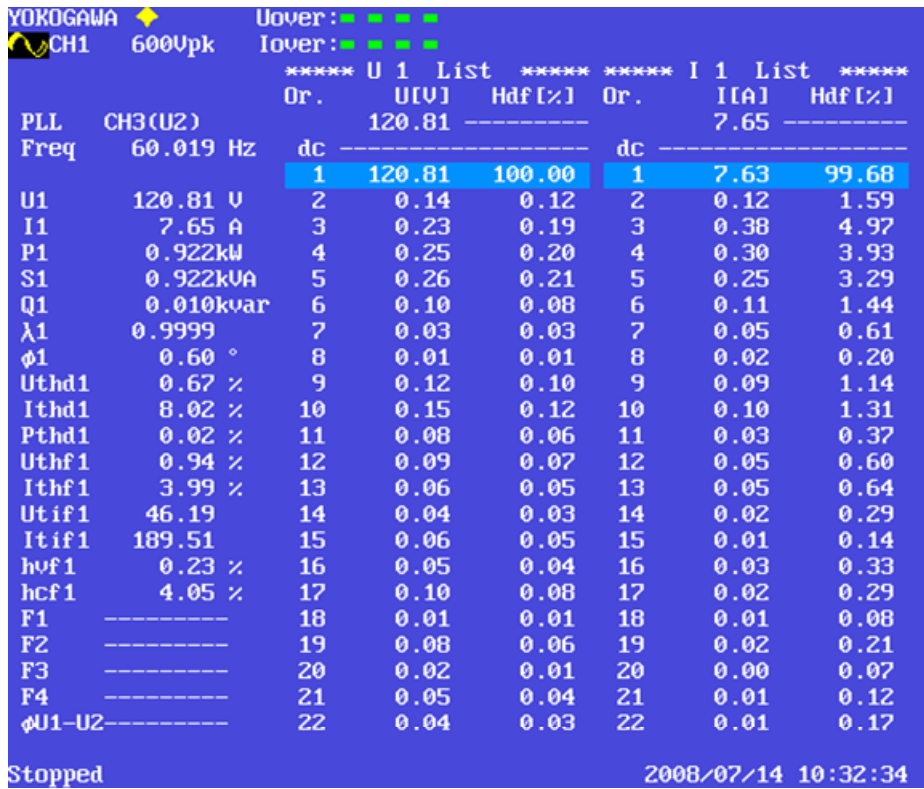 YOKOGAWA Uover:
CH1 600Vpk Iover:
***** U 1 List ***** ***** I 1 List *****
Or. U[V] Hdf[%] Or. I[A] Hdf[%]
PLL CH3(U2) 120.81 --------- 7.65 ---------
Freq 60.019 Hz dc ------------------ dc ------------------
1 120.81 100.00 1 7.63 99.68
U1 120.81 V 2 0.14 0.12 2 0.12 1.59
I1 7.65 A 3 0.23 0.19 3 0.38 4.97
P1 0.922kW 4 0.25 0.20 4 0.30 3.93
S1 0.922kVA 5 0.26 0.21 5 0.25 3.29
Q1 0.010kvar 6 0.10 0.08 6 0.11 1.44
λ1 0.9999 7 0.03 0.03 7 0.05 0.61
φ1 0.60 ° 8 0.01 0.01 8 0.02 0.20
Uthd1 0.67 % 9 0.12 0.10 9 0.09 1.14
Ithd1 8.02 % 10 0.15 0.12 10 0.10 1.31
Pthd1 0.02 % 11 0.08 0.06 11 0.03 0.37
Uthf1 0.94 % 12 0.09 0.07 12 0.05 0.60
Ithf1 3.99 % 13 0.06 0.05 13 0.05 0.64
Utif1 46.19 14 0.04 0.03 14 0.02 0.29
Itif1 189.51 15 0.06 0.05 15 0.01 0.14
hvf1 0.23 % 16 0.05 0.04 16 0.03 0.33
hcf1 4.05 % 17 0.10 0.08 17 0.02 0.29
F1 --------- 18 0.01 0.01 18 0.01 0.08
F2 --------- 19 0.08 0.06 19 0.02 0.21
F3 --------- 20 0.02 0.01 20 0.00 0.07
F4 --------- 21 0.05 0.04 21 0.01 0.12
φU1-U2--------- 22 0.04 0.03 22 0.01 0.17
Stopped 2008/07/14 10:32:34